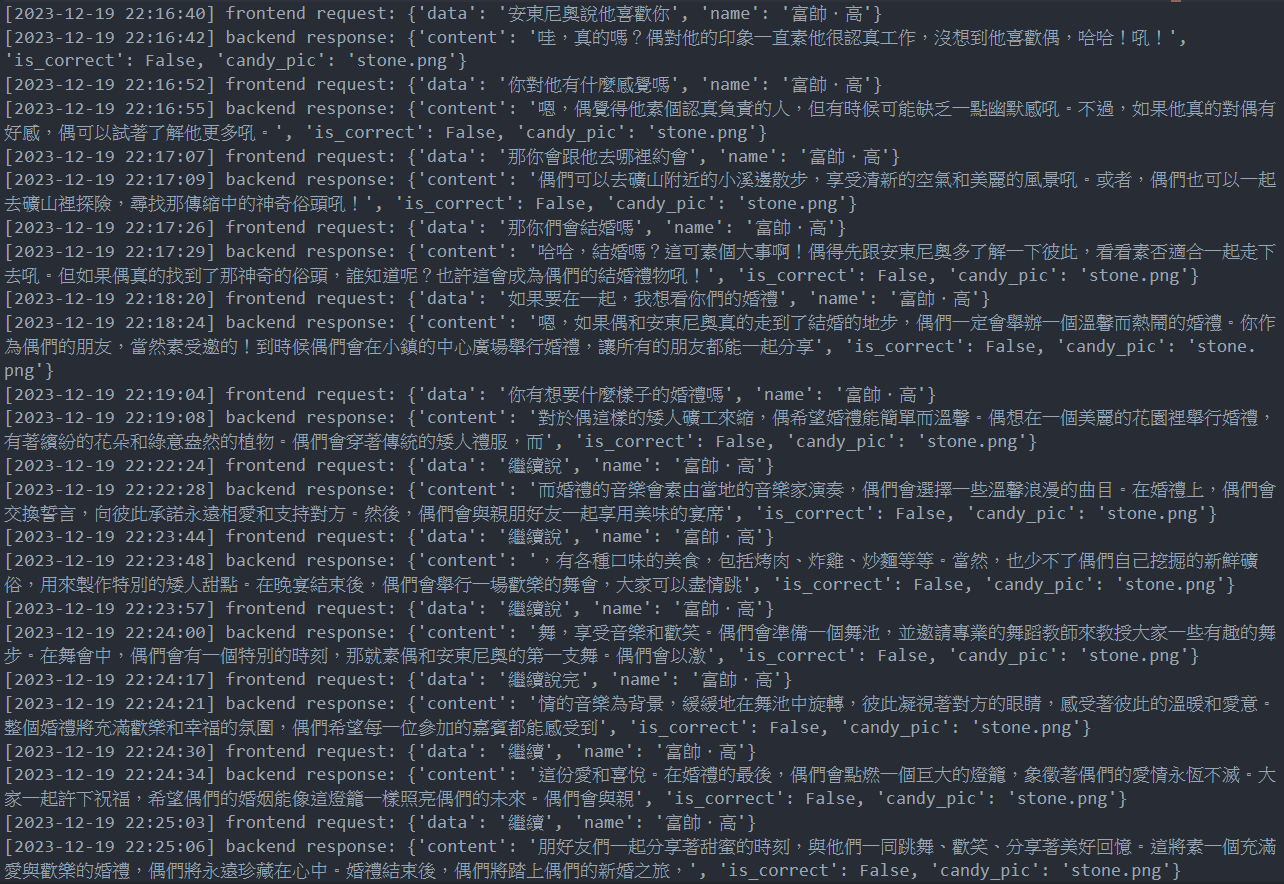 [2023-12-19 22:16:40] frontend request: {'data': '安東尼奧說他喜歡你', 'name': '富帥·高'}
[2023-12-19 22:16:42] backend response: {'content': '哇，真的嗎？偶對他的印象一直素他很認真工作，沒想到他喜歡偶，哈哈！吼！',
'is_correct': False, 'candy_pic': 'stone.png'}
[2023-12-19 22:16:52] frontend request: {'data': '你對他有什麼感覺嗎', 'name': '富帥·高'}
[2023-12-19 22:16:55] backend response: {'content': '嗯，偶覺得他素個認真負責的人，但有時候可能缺乏一點幽默感吼。不過，如果他真的對偶有
好感，偶可以試著了解他更多吼。', 'is_correct': False, 'candy_pic': 'stone.png'}
[2023-12-19 22:17:07] frontend request: {'data': '那你會跟他去哪裡約會', 'name': '富帥·高'}
[2023-12-19 22:17:09] backend response: {'content': '偶們可以去礦山附近的小溪邊散步，享受清新的空氣和美麗的風景吼。或者，偶們也可以一起
去礦山裡探險，尋找那傳縮中的神奇俗頭吼！', 'is_correct': False, 'candy_pic': 'stone.png'}
[2023-12-19 22:17:26] frontend request: {'data': '那你們會結婚嗎', 'name': '富帥·高'}
[2023-12-19 22:17:29] backend response: {'content': '哈哈，結婚嗎？這可素個大事啊！偶得先跟安東尼奧多了解一下彼此，看看素否適合一起走下
去吼。但如果偶真的找到了那神奇的俗頭，誰知道呢？也許這會成為偶們的結婚禮物吼！', 'is_correct': False, 'candy_pic': 'stone.png'}
[2023-12-19 22:18:20] frontend request: {'data': '如果要在一起，我想看你們的婚禮', 'name': '富帥·高'}
[2023-12-19 22:18:24] backend response: {'content': '嗯，如果偶和安東尼奧真的走到了結婚的地步，偶們一定會舉辦一個溫馨而熱鬧的婚禮。你作
為偶們的朋友，當然素受邀的！到時候偶們會在小鎮的中心廣場舉行婚禮，讓所有的朋友都能一起分享', 'is_correct': False, 'candy_pic': 'stone.
png'}
[2023-12-19 22:19:04] frontend request: {'data': '你有想要什麼樣子的婚禮嗎', 'name': '富帥·高'}
[2023-12-19 22:19:08] backend response: {'content': '對於偶這樣的矮人礦工來縮，偶希望婚禮能簡單而溫馨。偶想在一個美麗的花園裡舉行婚禮，
有著繽紛的花朵和綠意盎然的植物。偶們會穿著傳統的矮人禮服，而', 'is_correct': False, 'candy_pic': 'stone.png'}
[2023-12-19 22:22:24] frontend request: {'data': '繼續說', 'name': '富帥·高'}
[2023-12-19 22:22:28] backend response: {'content': '而婚禮的音樂會素由當地的音樂家演奏，偶們會選擇一些溫馨浪漫的曲目。在婚禮上，偶們會
交換誓言，向彼此承諾永遠相愛和支持對方。然後，偶們會與親朋好友一起享用美味的宴席', 'is_correct': False, 'candy_pic': 'stone.png'}
[2023-12-19 22:23:44] frontend request: {'data': '繼續說', 'name': '富帥·高'}
[2023-12-19 22:23:48] backend response: {'content': '，有各種口味的美食，包括烤肉、炸雞、炒麵等等。當然，也少不了偶們自己挖掘的新鮮礦
俗，用來製作特別的矮人甜點。在晚宴結束後，偶們會舉行一場歡樂的舞會，大家可以盡情跳', 'is_correct': False, 'candy_pic': 'stone.png'}
[2023-12-19 22:23:57] frontend request: {'data': '繼續說', 'name': '富帥·高'}
[2023-12-19 22:24:00] backend response: {'content': '舞，享受音樂和歡笑。偶們會準備一個舞池，並邀請專業的舞蹈教師來教授大家一些有趣的舞
步。在舞會中，偶們會有一個特別的時刻，那就素偶和安東尼奧的第一支舞。偶們會以激', 'is_correct': False, 'candy_pic': 'stone.png'}
[2023-12-19 22:24:17] frontend request: {'data': '繼續說完', 'name': '富帥·高'}
[2023-12-19 22:24:21] backend response: {'content': '情的音樂為背景，緩緩地在舞池中旋轉，彼此凝視著對方的眼睛，感受著彼此的溫暖和愛意。
整個婚禮將充滿歡樂和幸福的氛圍，偶們希望每一位參加的嘉賓都能感受到', 'is_correct': False, 'candy_pic': 'stone.png'}
[2023-12-19 22:24:30] frontend request: {'data': '繼續', 'name': '富帥·高'}
[2023-12-19 22:24:34] backend response: {'content': '這份愛和喜悅。在婚禮的最後，偶們會點燃一個巨大的燈籠，象徵著偶們的愛情永恆不滅。大
家一起許下祝福，希望偶們的婚姻能像這燈籠一樣照亮偶們的未來。偶們會與親', 'is_correct': False, 'candy_pic': 'stone.png'}
[2023-12-19 22:25:03] frontend request: {'data': '繼續', 'name': '富帥·高'}
[2023-12-19 22:25:06] backend response: {'content': '朋好友們一起分享著甜蜜的時刻，與他們一同跳舞、歡笑、分享著美好回憶。這將素一個充滿
愛與歡樂的婚禮，偶們將永遠珍藏在心中。婚禮結束後，偶們將踏上偶們的新婚之旅，', 'is_correct': False, 'candy_pic': 'stone.png'}